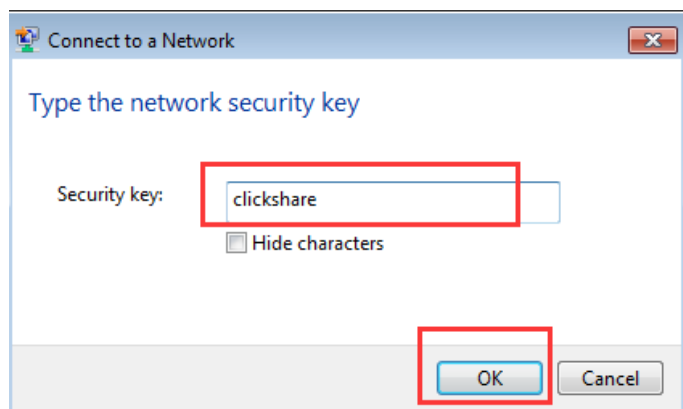 Connect to a Network
Type the network security key
Security key: clickshare
Hide characters
OK Cancel